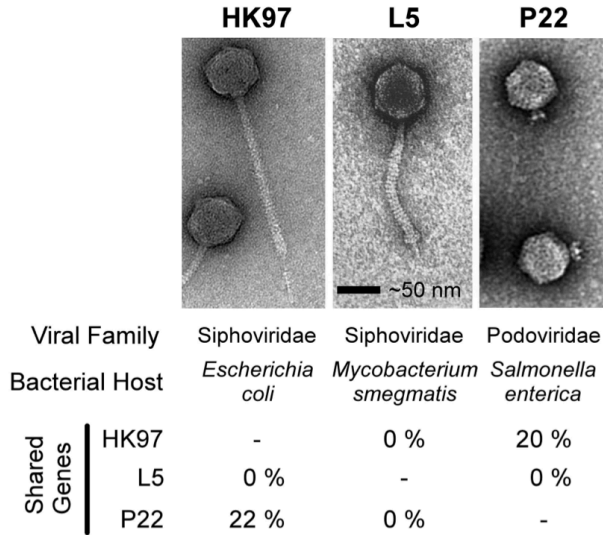 HK97 L5 P22
~50 nm
Viral Family Siphoviridae Siphoviridae Podoviridae
Bacterial Host Escherichia coli Mycobacterium smegmatis Salmonella enterica
Shared Genes
HK97 - 0 % 20 %
L5 0 % - 0 %
P22 22 % 0 % -